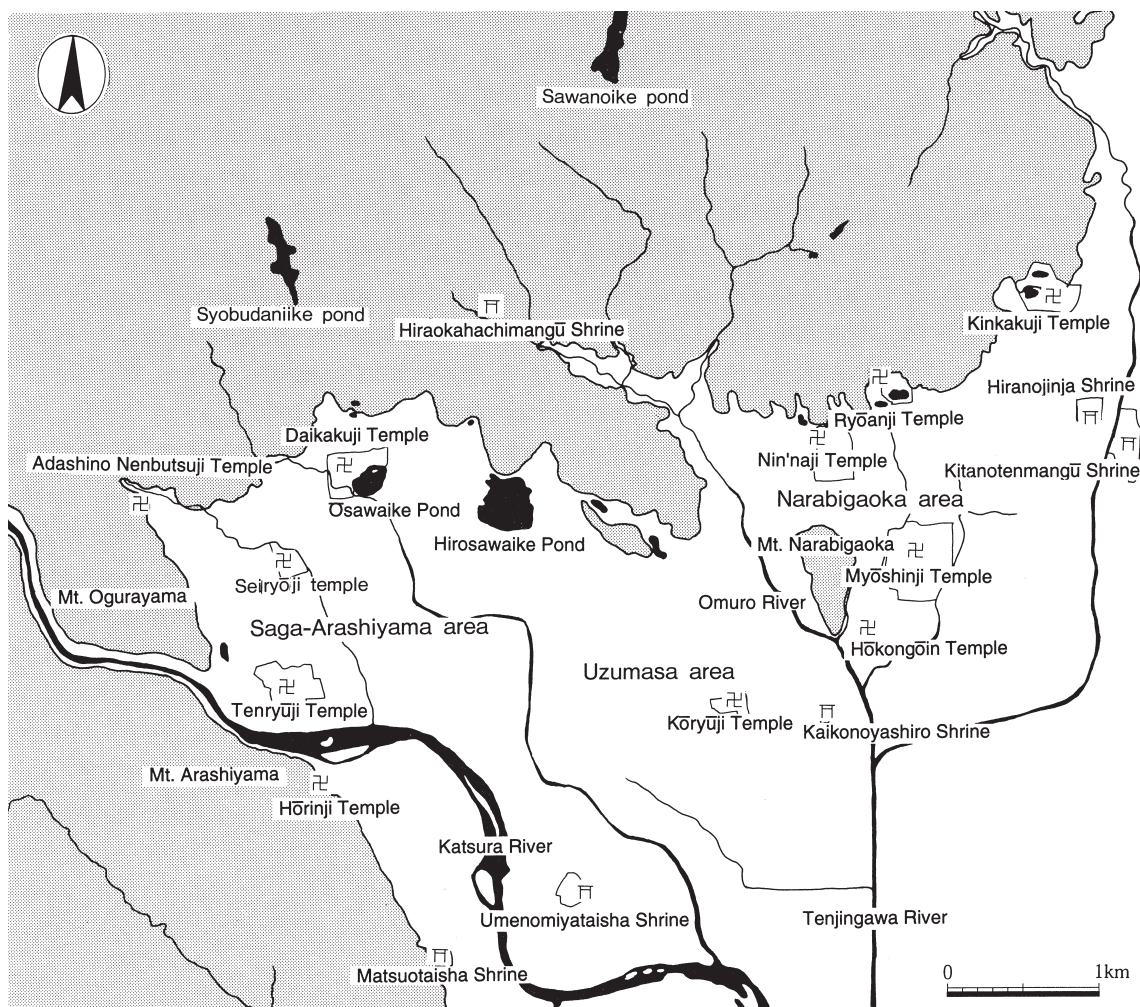 Sawanoike pond
Syobudaniike pond
Hiraokahachimangū Shrine
Kinkakuji Temple
Hiranojinja Shrine
Ryōanji Temple
Daikakuji Temple
Adashino Nenbutsuji Temple
Nin'naji Temple
Kitanotenmangū Shrine
Narabigaoka area
Ōsawaike Pond
Hirosawaike Pond
Mt. Narabigaoka
Myōshinji Temple
Seiryōji temple
Mt. Ogurayama
Omuro River
Saga-Arashiyama area
Hōkongōin Temple
Uzumasa area
Tenryūji Temple
Kōryūji Temple
Kaikonoyashiro Shrine
Mt. Arashiyama
Hōrinji Temple
Katsura River
Umenomiyataisha Shrine
Tenjingawa River
Matsuotaisha Shrine
0 1km